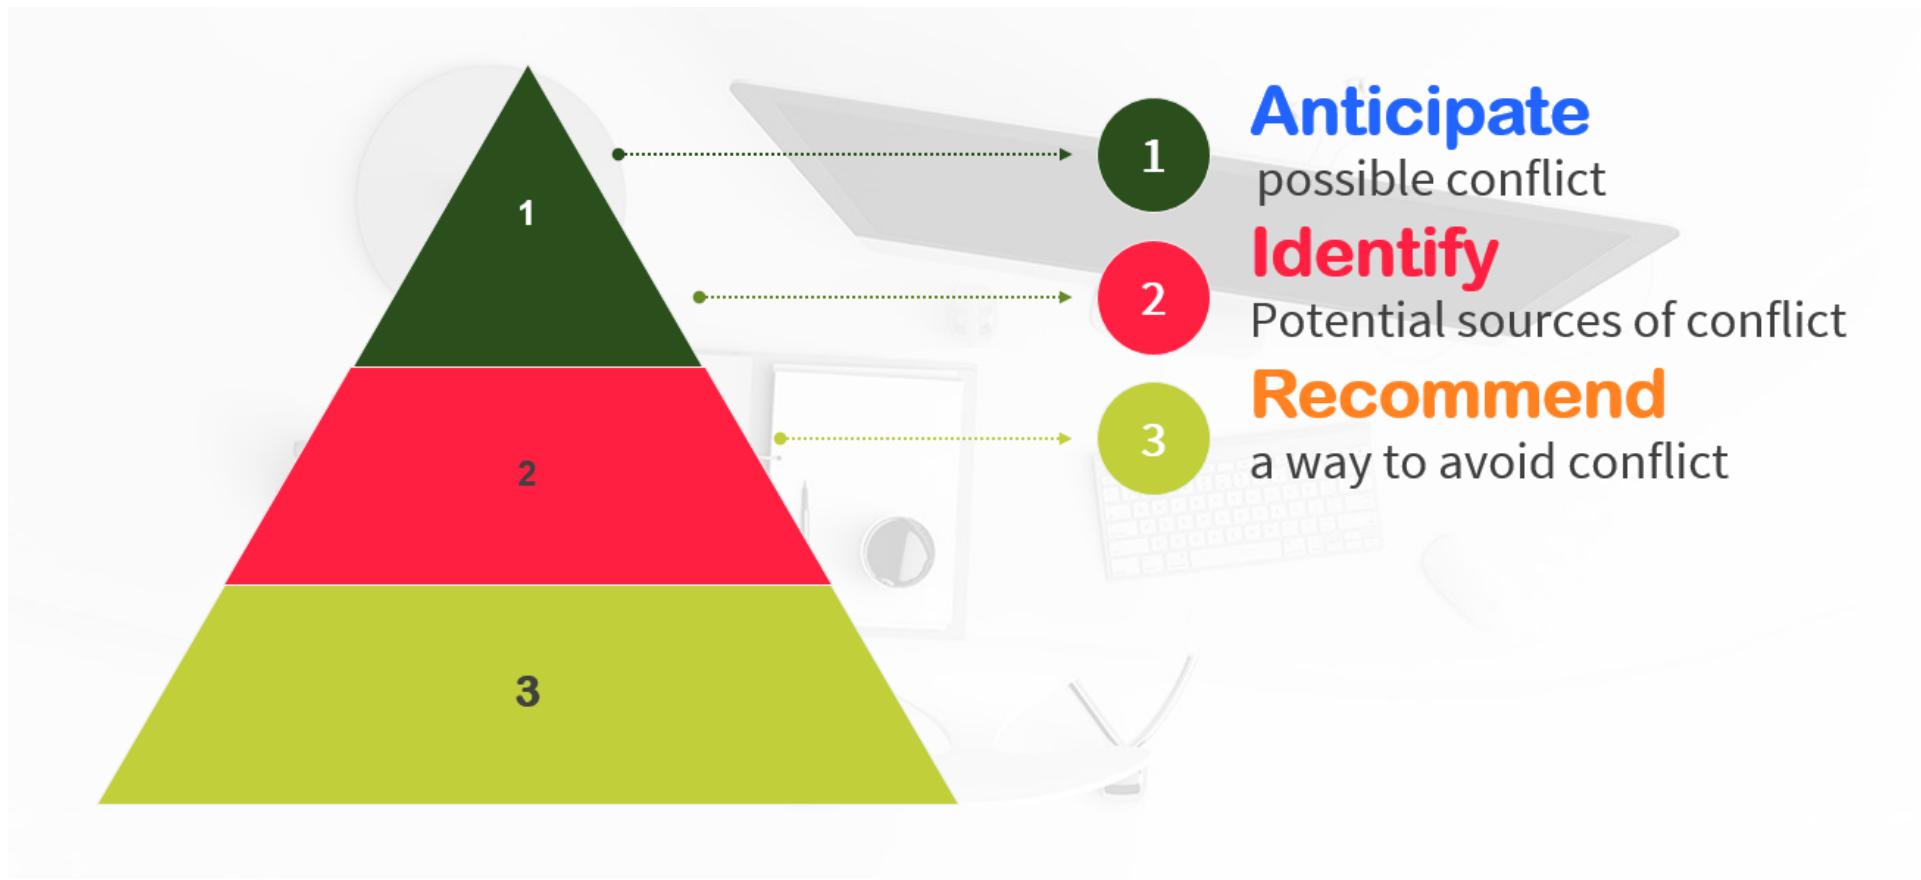 1
2
3
1
Anticipate
possible conflict
2
Identify
Potential sources of conflict
3
Recommend
a way to avoid conflict